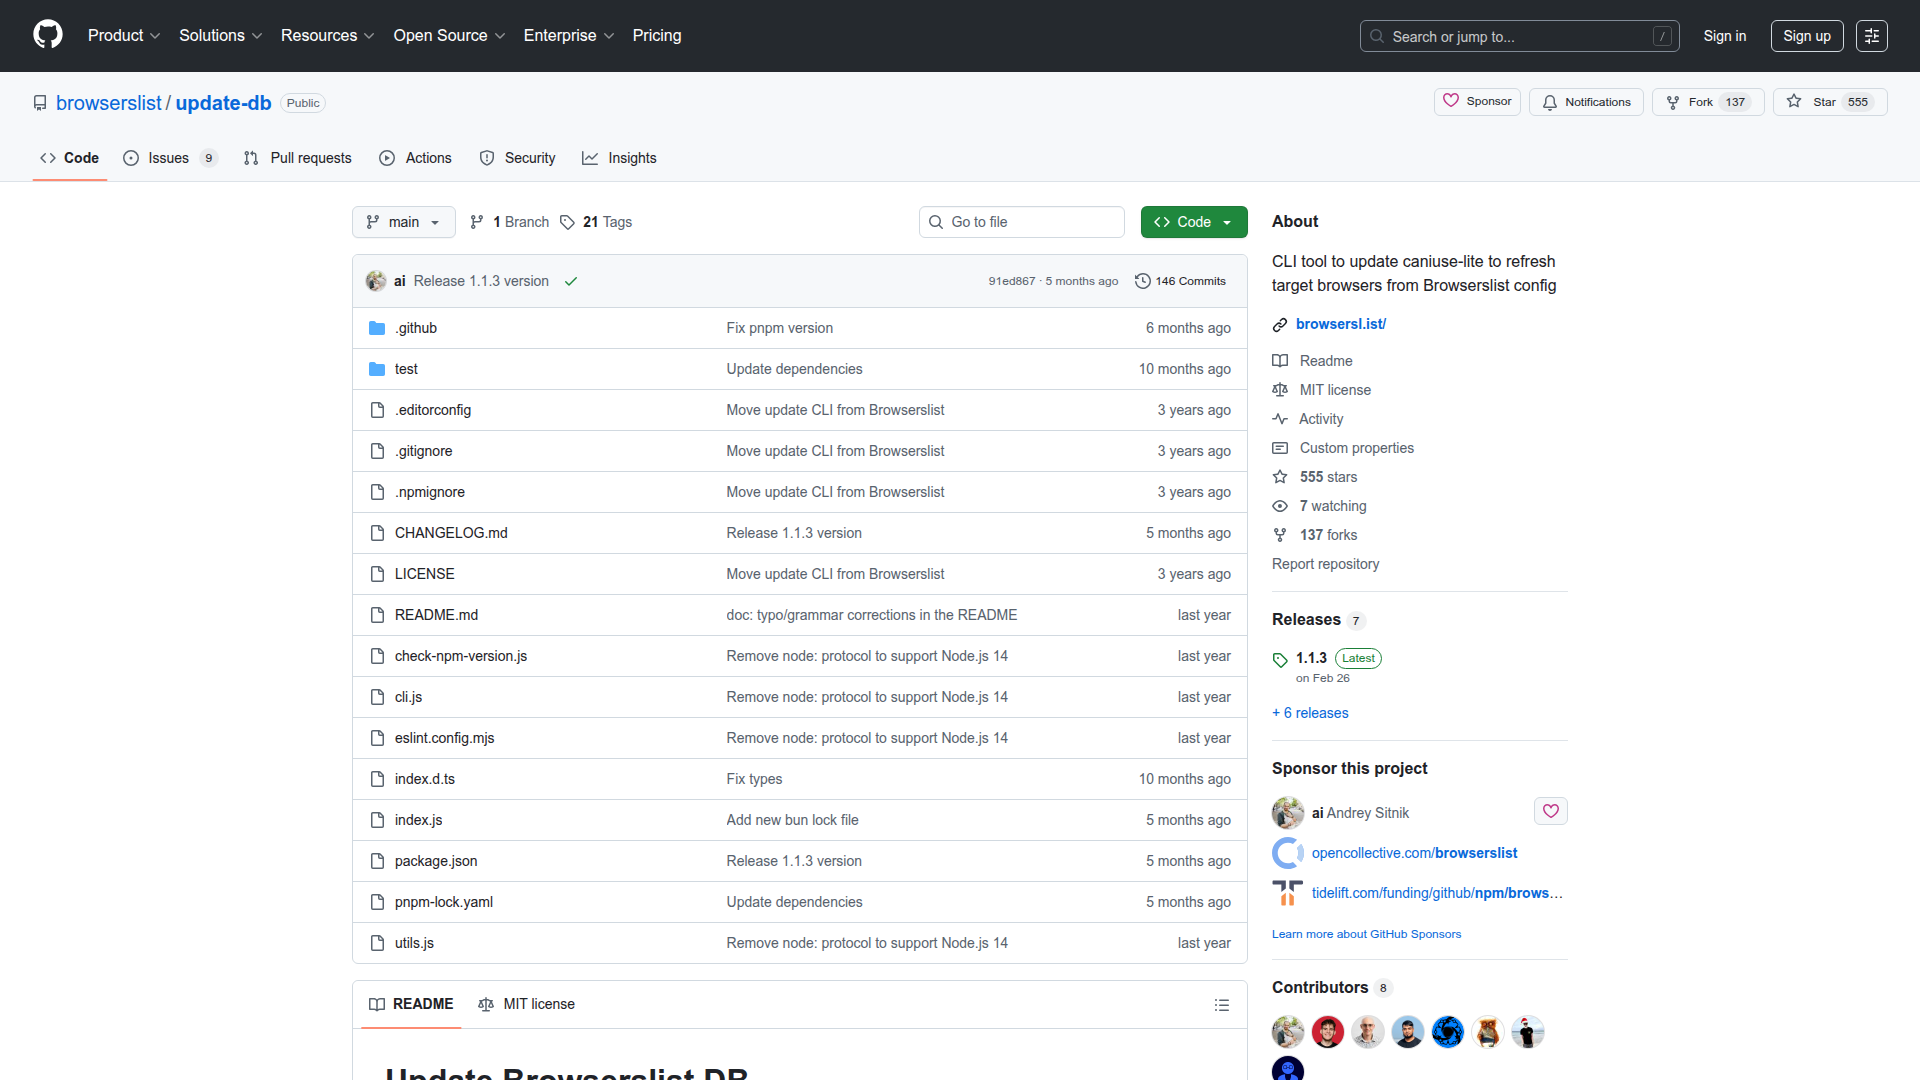 Product Solutions Resources Open Source Enterprise Pricing Search or jump to... / Sign in Sign up
browserslist / update-db Public Sponsor Notifications Fork 137 Star 555
Code Issues 9 Pull requests Actions Security Insights
main 1 Branch 21 Tags Go to file Code
ai Release 1.1.3 version 91ed867 · 5 months ago 146 Commits
.github Fix pnpm version 6 months ago
test Update dependencies 10 months ago
.editorconfig Move update CLI from Browserslist 3 years ago
.gitignore Move update CLI from Browserslist 3 years ago
.npmignore Move update CLI from Browserslist 3 years ago
CHANGELOG.md Release 1.1.3 version 5 months ago
LICENSE Move update CLI from Browserslist 3 years ago
README.md doc: typo/grammar corrections in the README last year
check-npm-version.js Remove node: protocol to support Node.js 14 last year
cli.js Remove node: protocol to support Node.js 14 last year
eslint.config.mjs Remove node: protocol to support Node.js 14 last year
index.d.ts Fix types 10 months ago
index.js Add new bun lock file 5 months ago
package.json Release 1.1.3 version 5 months ago
pnpm-lock.yaml Update dependencies 5 months ago
utils.js Remove node: protocol to support Node.js 14 last year
README MIT license
Update Browserslist DB
About
CLI tool to update caniuse-lite to refresh
target browsers from Browserslist config
browsersl.ist/
Readme
MIT license
Activity
Custom properties
555 stars
7 watching
137 forks
Report repository
Releases 7
1.1.3 Latest
on Feb 26
+ 6 releases
Sponsor this project
ai Andrey Sitnik
opencollective.com/browserslist
tidelift.com/funding/github/npm/brows…
Learn more about GitHub Sponsors
Contributors 8